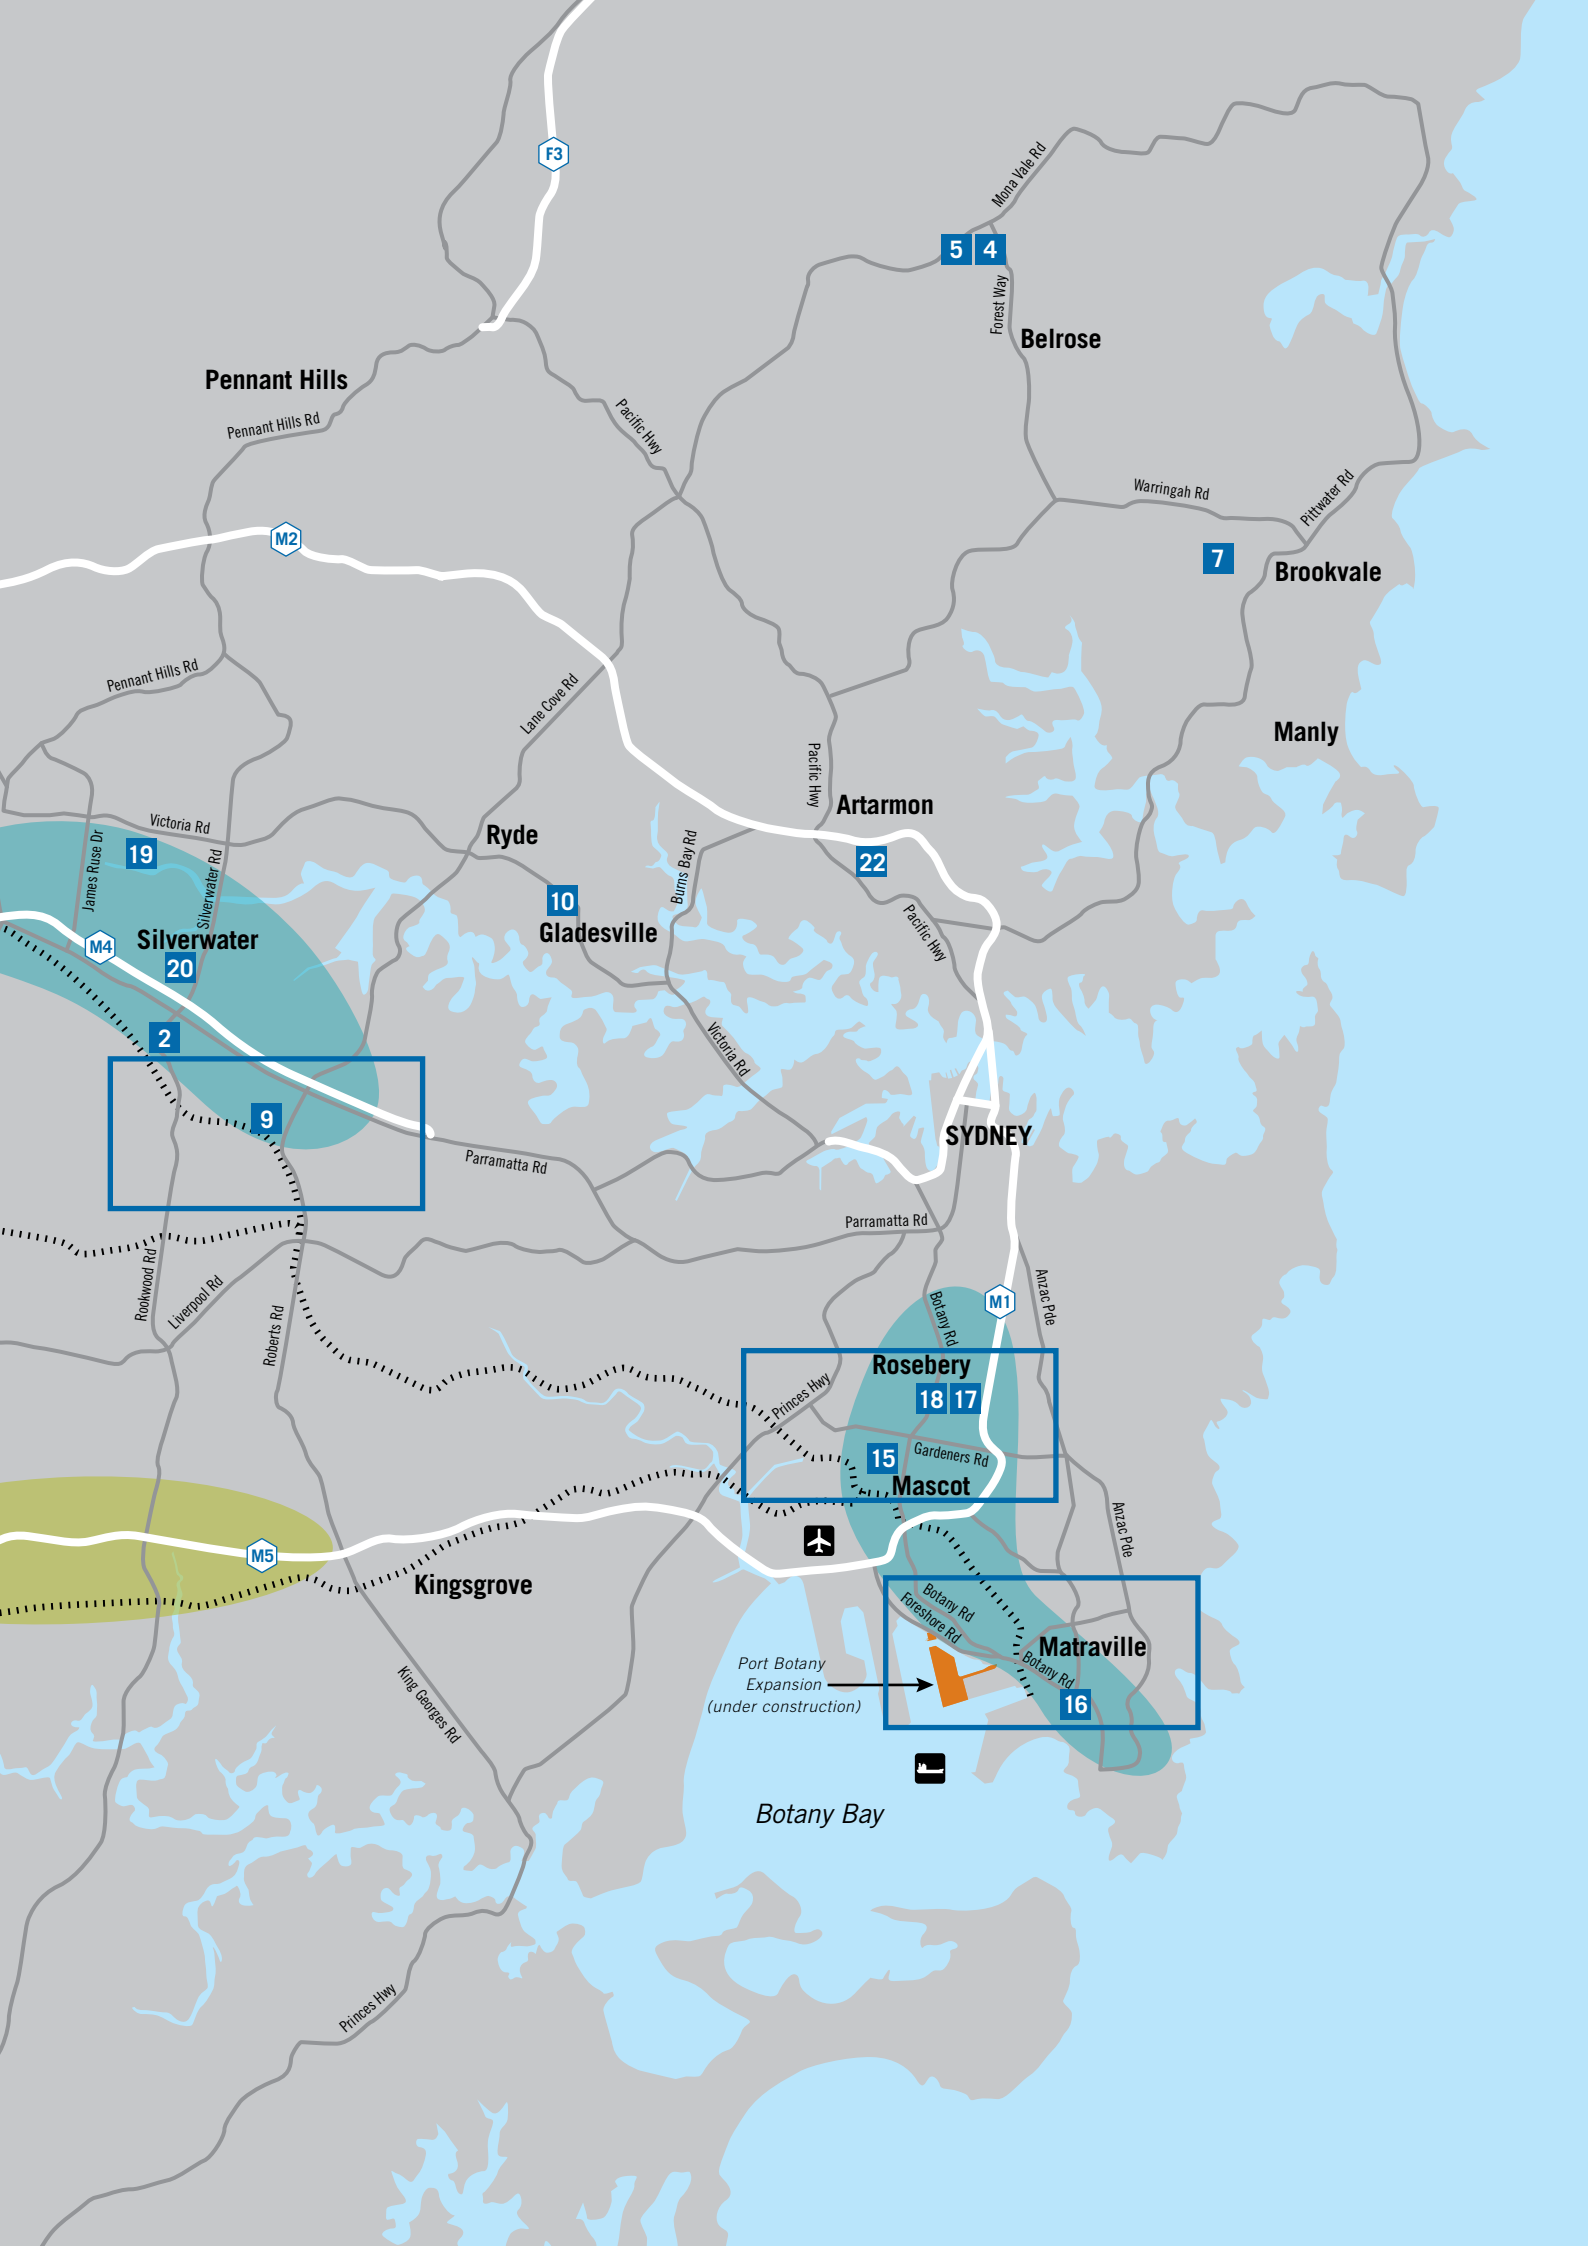 F3
Mona Vale Rd
5
4
Forest Way
Belrose
Pennant Hills
Pennant Hills Rd
Pacific Hwy
Warringah Rd
Pittwater Rd
M2
7
Brookvale
Pennant Hills Rd
Lane Cove Rd
Manly
Pacific Hwy
Artarmon
Victoria Rd
Ryde
James Ruse Dr
19
Silverwater Rd
Burns Bay Rd
22
10
Gladesville
Pacific Hwy
M4
Silverwater
20
2
Victoria Rd
9
SYDNEY
Parramatta Rd
Parramatta Rd
Rookwood Rd
Liverpool Rd
Roberts Rd
Anzac Pde
M1
Botany Rd
Rosebery
18
17
Princes Hwy
15
Gardeners Rd
Mascot
Anzac Pde
M5
Kingsgrove
Botany Rd
Foreshore Rd
Matraville
Botany Rd
16
Port Botany
Expansion
(under construction)
King Georges Rd
Botany Bay
Princes Hwy